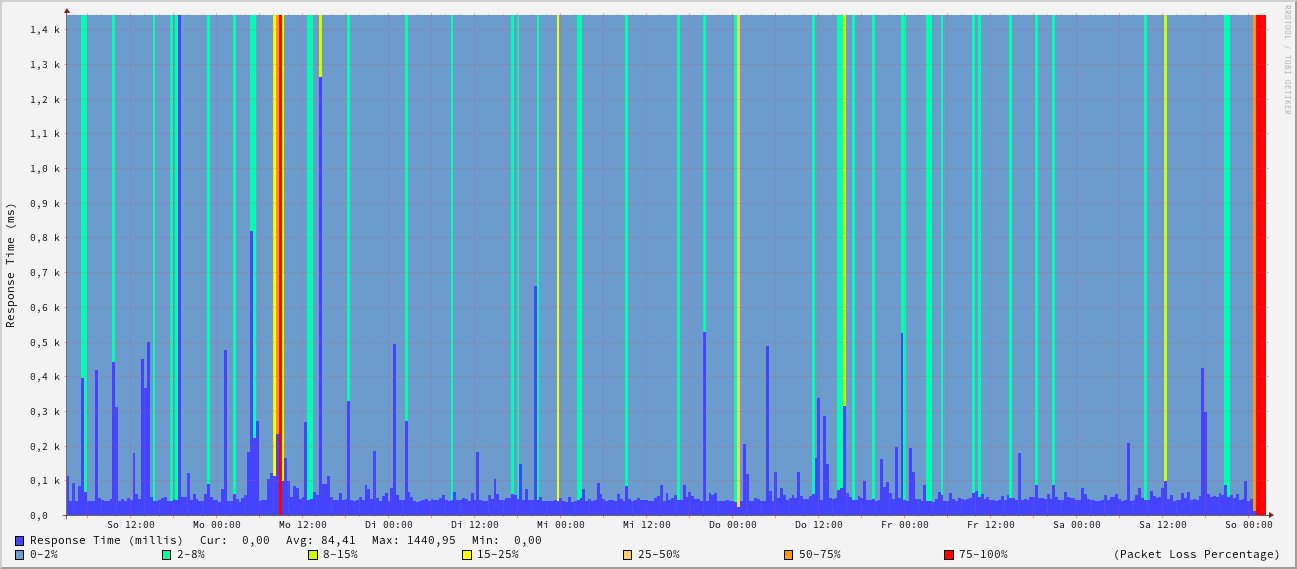 RRDTOOL / TOBI OETIKER
Response Time (ms)
1,4 k
1,3 k
1,2 k
1,1 k
1,0 k
0,9 k
0,8 k
0,7 k
0,6 k
0,5 k
0,4 k
0,3 k
0,2 k
0,1 k
0,0
So 12:00 Mo 00:00 Mo 12:00 Di 00:00 Di 12:00 Mi 00:00 Mi 12:00 Do 00:00 Do 12:00 Fr 00:00 Fr 12:00 Sa 00:00 Sa 12:00 So 00:00
Response Time (millis) Cur: 0,00 Avg: 84,41 Max: 1440,95 Min: 0,00
0-2% 2-8% 8-15% 15-25% 25-50% 50-75% 75-100% (Packet Loss Percentage)